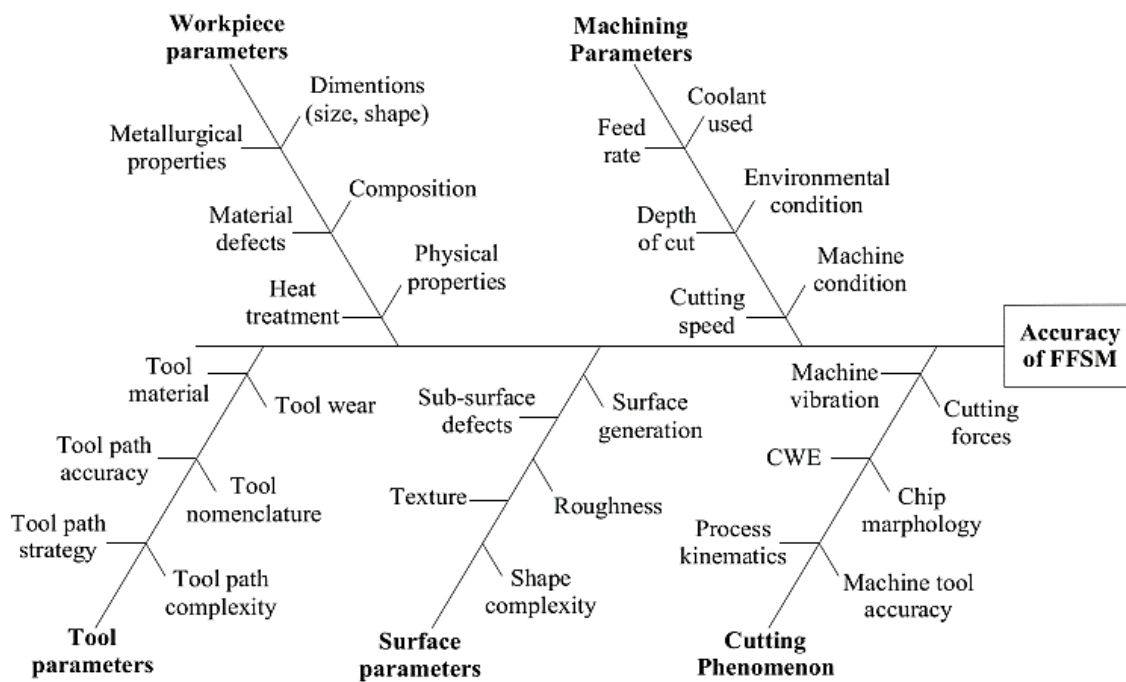 Workpiece
parameters
Dimentions
(size, shape)
Metallurgical
properties
Composition
Material
defects
Physical
properties
Heat
treatment
Machining
Parameters
Coolant
used
Feed
rate
Environmental
condition
Depth
of cut
Machine
condition
Cutting
speed
Accuracy
of FFSM
Tool
material
Tool wear
Tool path
accuracy
Tool
nomenclature
Tool path
strategy
Tool path
complexity
Tool
parameters
Sub-surface
defects
Surface
generation
Texture
Roughness
Shape
complexity
Surface
parameters
Machine
vibration
Cutting
forces
CWE
Chip
marphology
Process
kinematics
Machine tool
accuracy
Cutting
Phenomenon